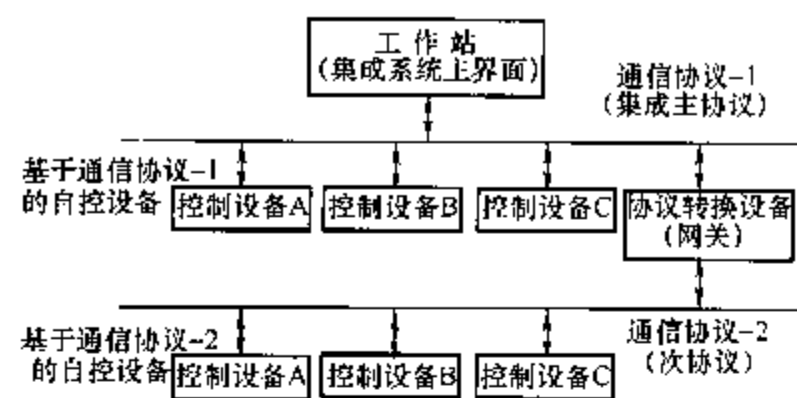 工作站
(集成系统主界面)
通信协议-1
(集成主协议)
基于通信协议-1
的自控设备
控制设备A
控制设备B
控制设备C
协议转换设备
(网关)
基于通信协议-2
的自控设备
控制设备A
控制设备B
控制设备C
通信协议-2
(次协议)